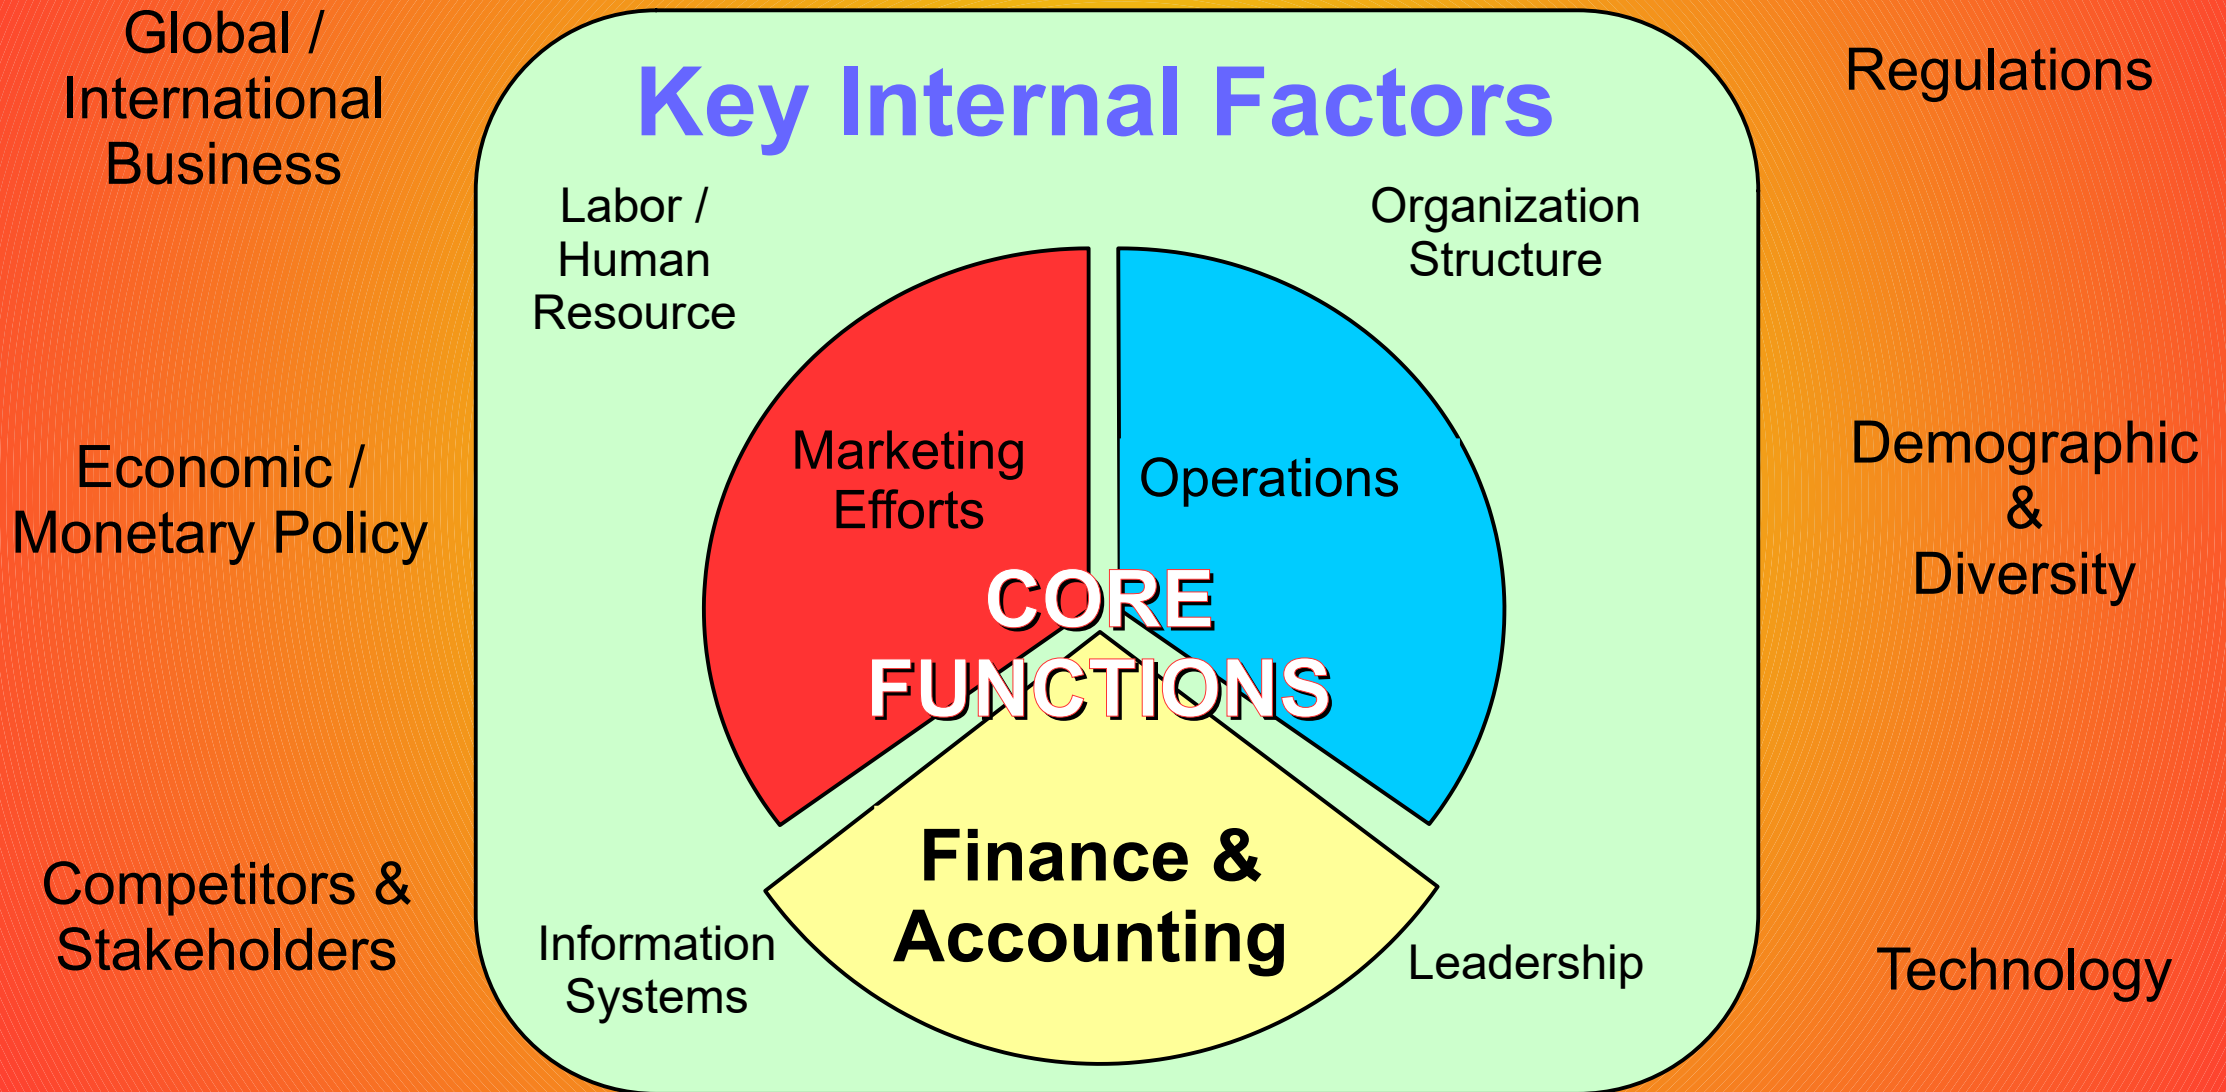 Global /
International
Business
Economic /
Monetary Policy
Competitors &
Stakeholders
Key Internal Factors
Labor /
Human
Resource
Organization
Structure
Marketing
Efforts
Operations
CORE
FUNCTIONS
Finance &
Accounting
Information
Systems
Leadership
Regulations
Demographic
&
Diversity
Technology